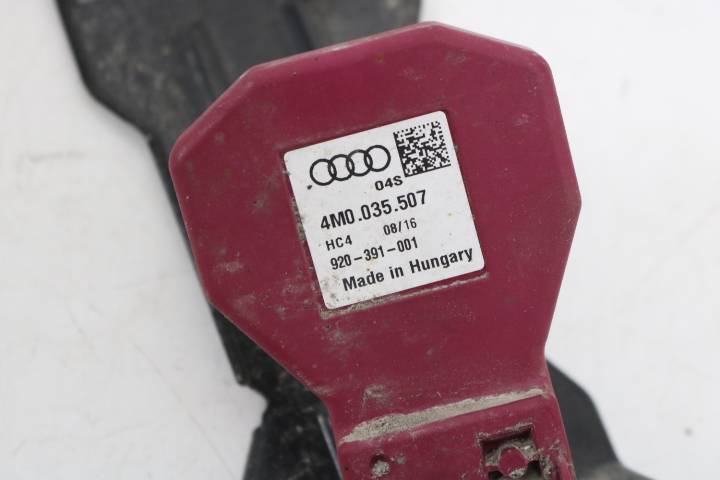 04S
4M0.035.507
HC4 08/16
920-391-001
Made in Hungary